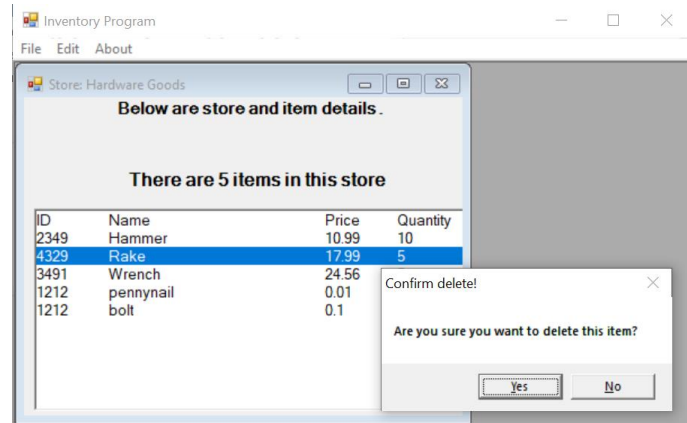 Inventory Program
File Edit About
Store: Hardware Goods
Below are store and item details .
There are 5 items in this store
ID Name Price Quantity
2349 Hammer 10.99 10
4329 Rake 17.99 5
3491 Wrench 24.56
1212 pennynail 0.01
1212 bolt 0.1
Confirm delete!
Are you sure you want to delete this item?
Yes No